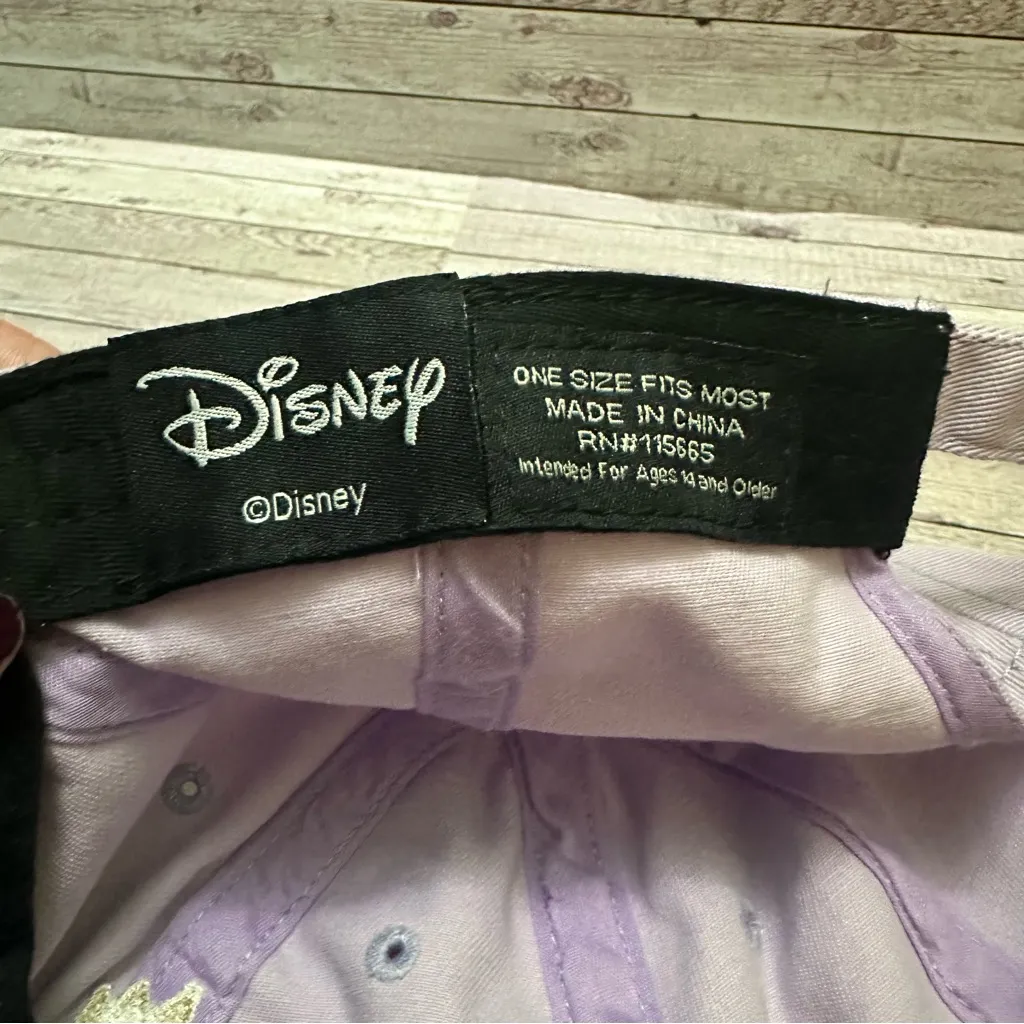 Disney
©Disney
ONE SIZE FITS MOST
MADE IN CHINA
RN#115665
Intended For Ages 14 and Older